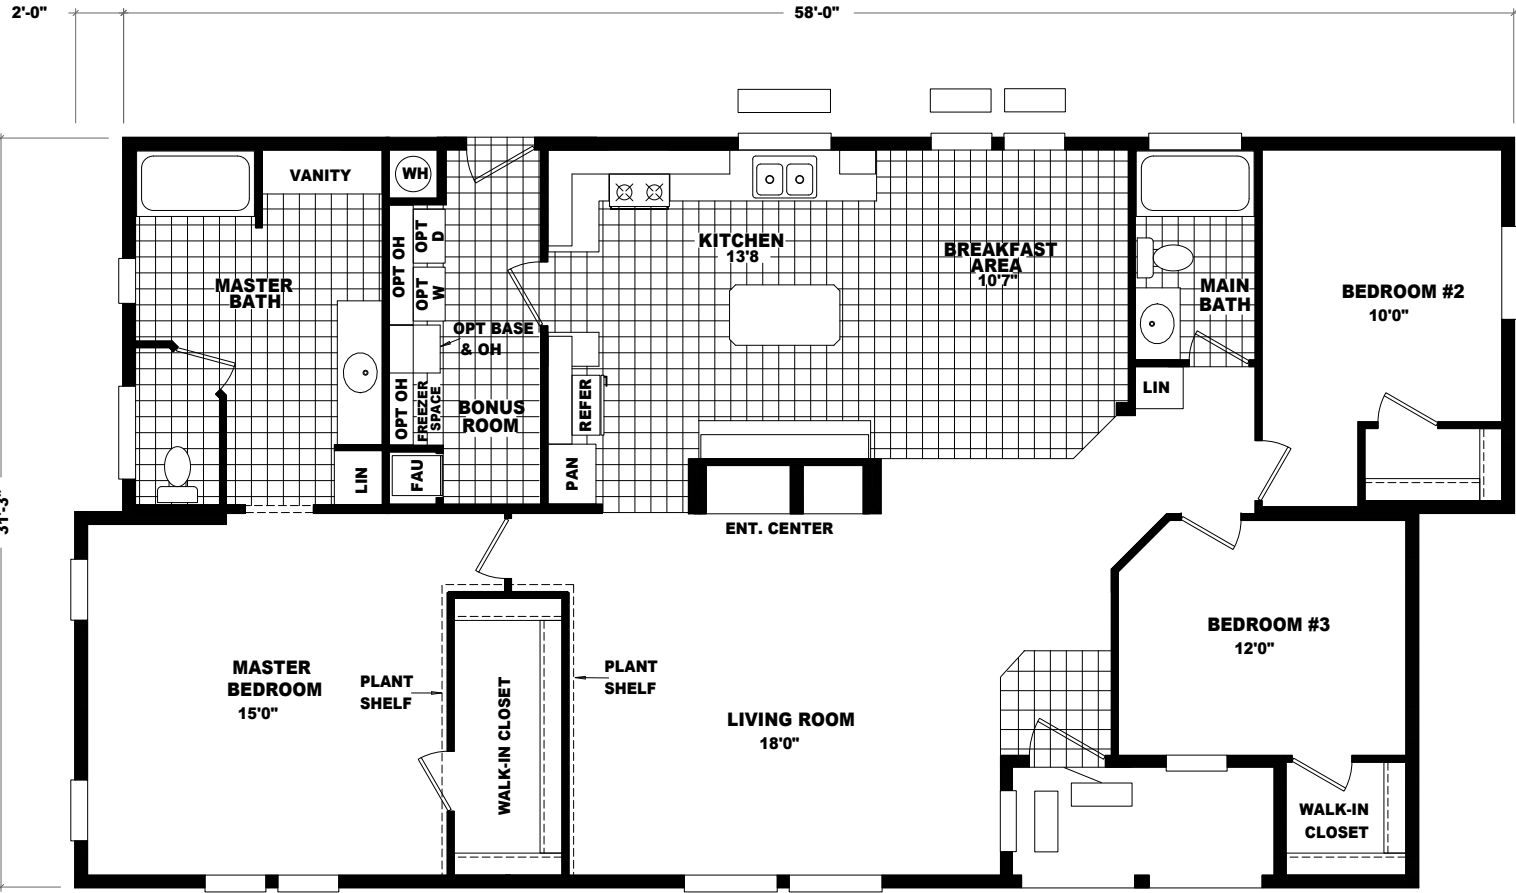 2'-0"
58'-0"
31'-3"
VANITY
WH
OPT OH
OPT D
OPT W
MASTER
BATH
OPT BASE
& OH
OPT OH
FREEZER
SPACE
BONUS
ROOM
LIN
FAU
KITCHEN
13'8
BREAKFAST
AREA
10'7"
REFER
PAN
MAIN
BATH
LIN
BEDROOM #2
10'0"
ENT. CENTER
MASTER
BEDROOM
15'0"
PLANT
SHELF
WALK-IN CLOSET
PLANT
SHELF
LIVING ROOM
18'0"
BEDROOM #3
12'0"
WALK-IN
CLOSET